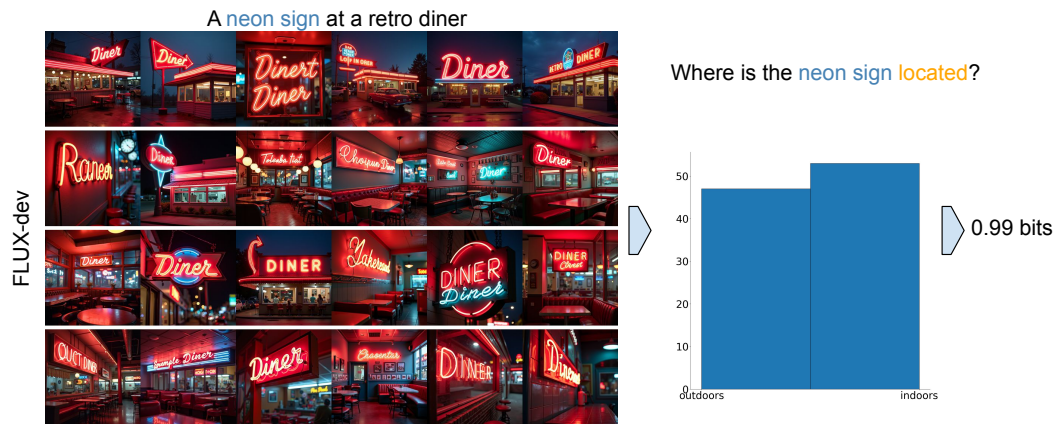 A neon sign at a retro diner
FLUX-dev
Diner
Diner
Dinert
Diner
Diner
DINER
Raneer
Diner
Diner
Diner
Diner
Diner
DINER
DINER
Diner
DINER
Diner
Diner
Where is the neon sign located?
50
40
30
20
10
0
outdoors
indoors
0.99 bits